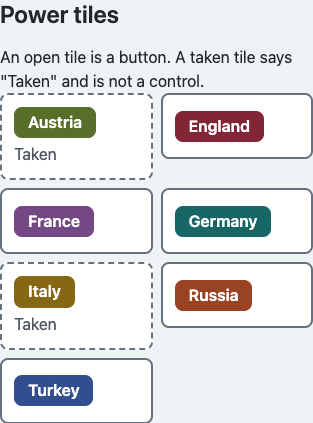 Power tiles
An open tile is a button. A taken tile says
"Taken" and is not a control.
Austria
Taken
England
France
Germany
Italy
Taken
Russia
Turkey